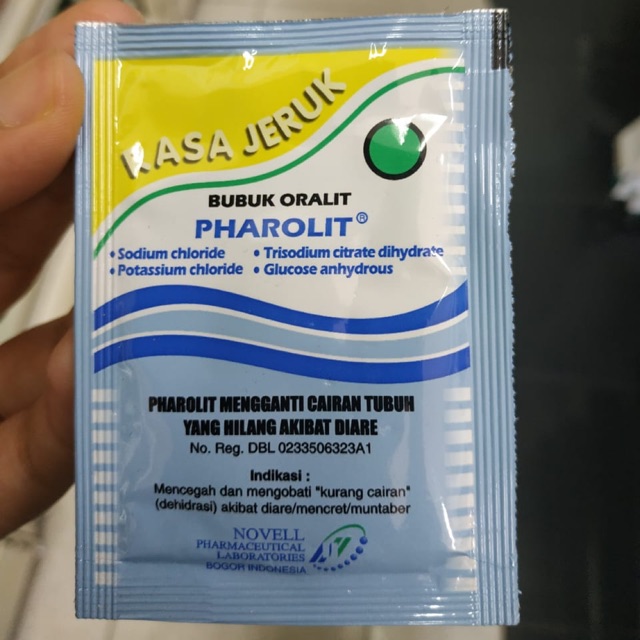 RASA JERUK
BUBUK ORALIT
PHAROLIT®
• Sodium chloride • Trisodium citrate dihydrate
• Potassium chloride • Glucose anhydrous
PHAROLIT MENGGANTI CAIRAN TUBUH
YANG HILANG AKIBAT DIARE
No. Reg. DBL 0233506323A1
Indikasi :
Mencegah dan mengobati "kurang cairan"
(dehidrasi) akibat diare/mencret/muntaber
NOVELL
PHARMACEUTICAL
LABORATORIES
BOGOR INDONESIA